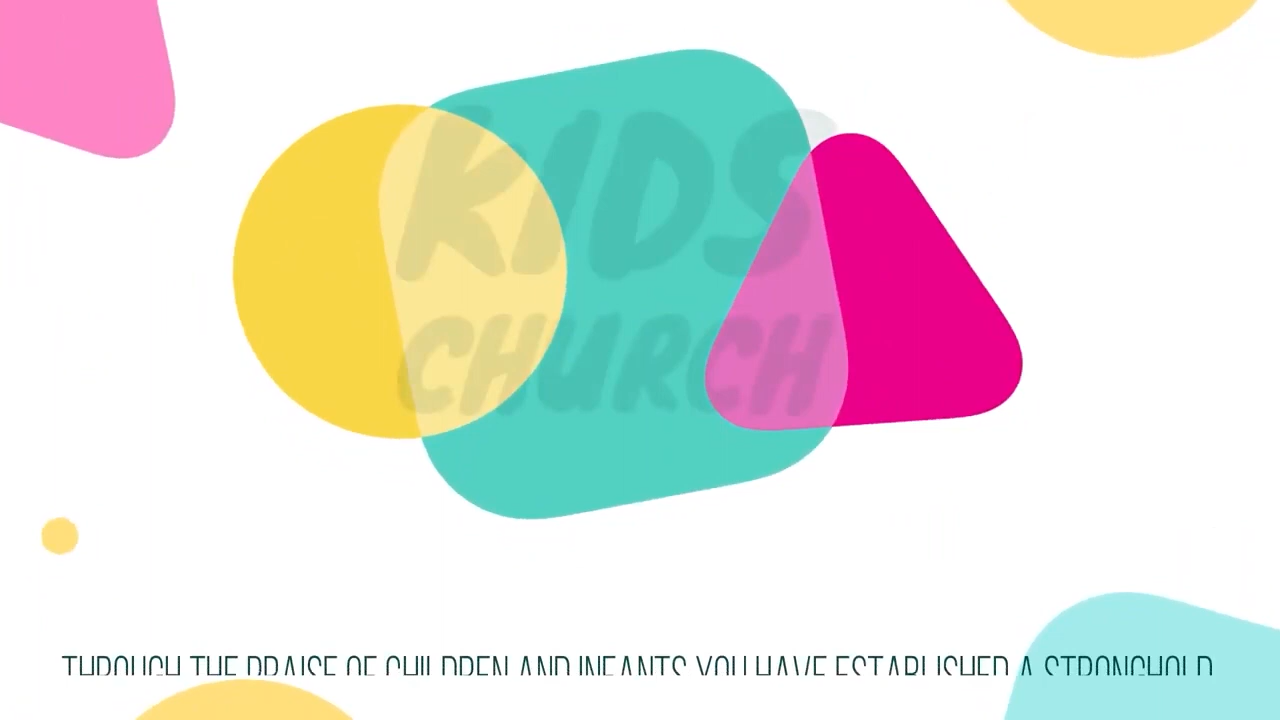 KIDS
CHURCH
THROUGH THE PRAISE OF CHILDREN AND INFANTS YOU HAVE ESTABLISHED A STRONGHOLD